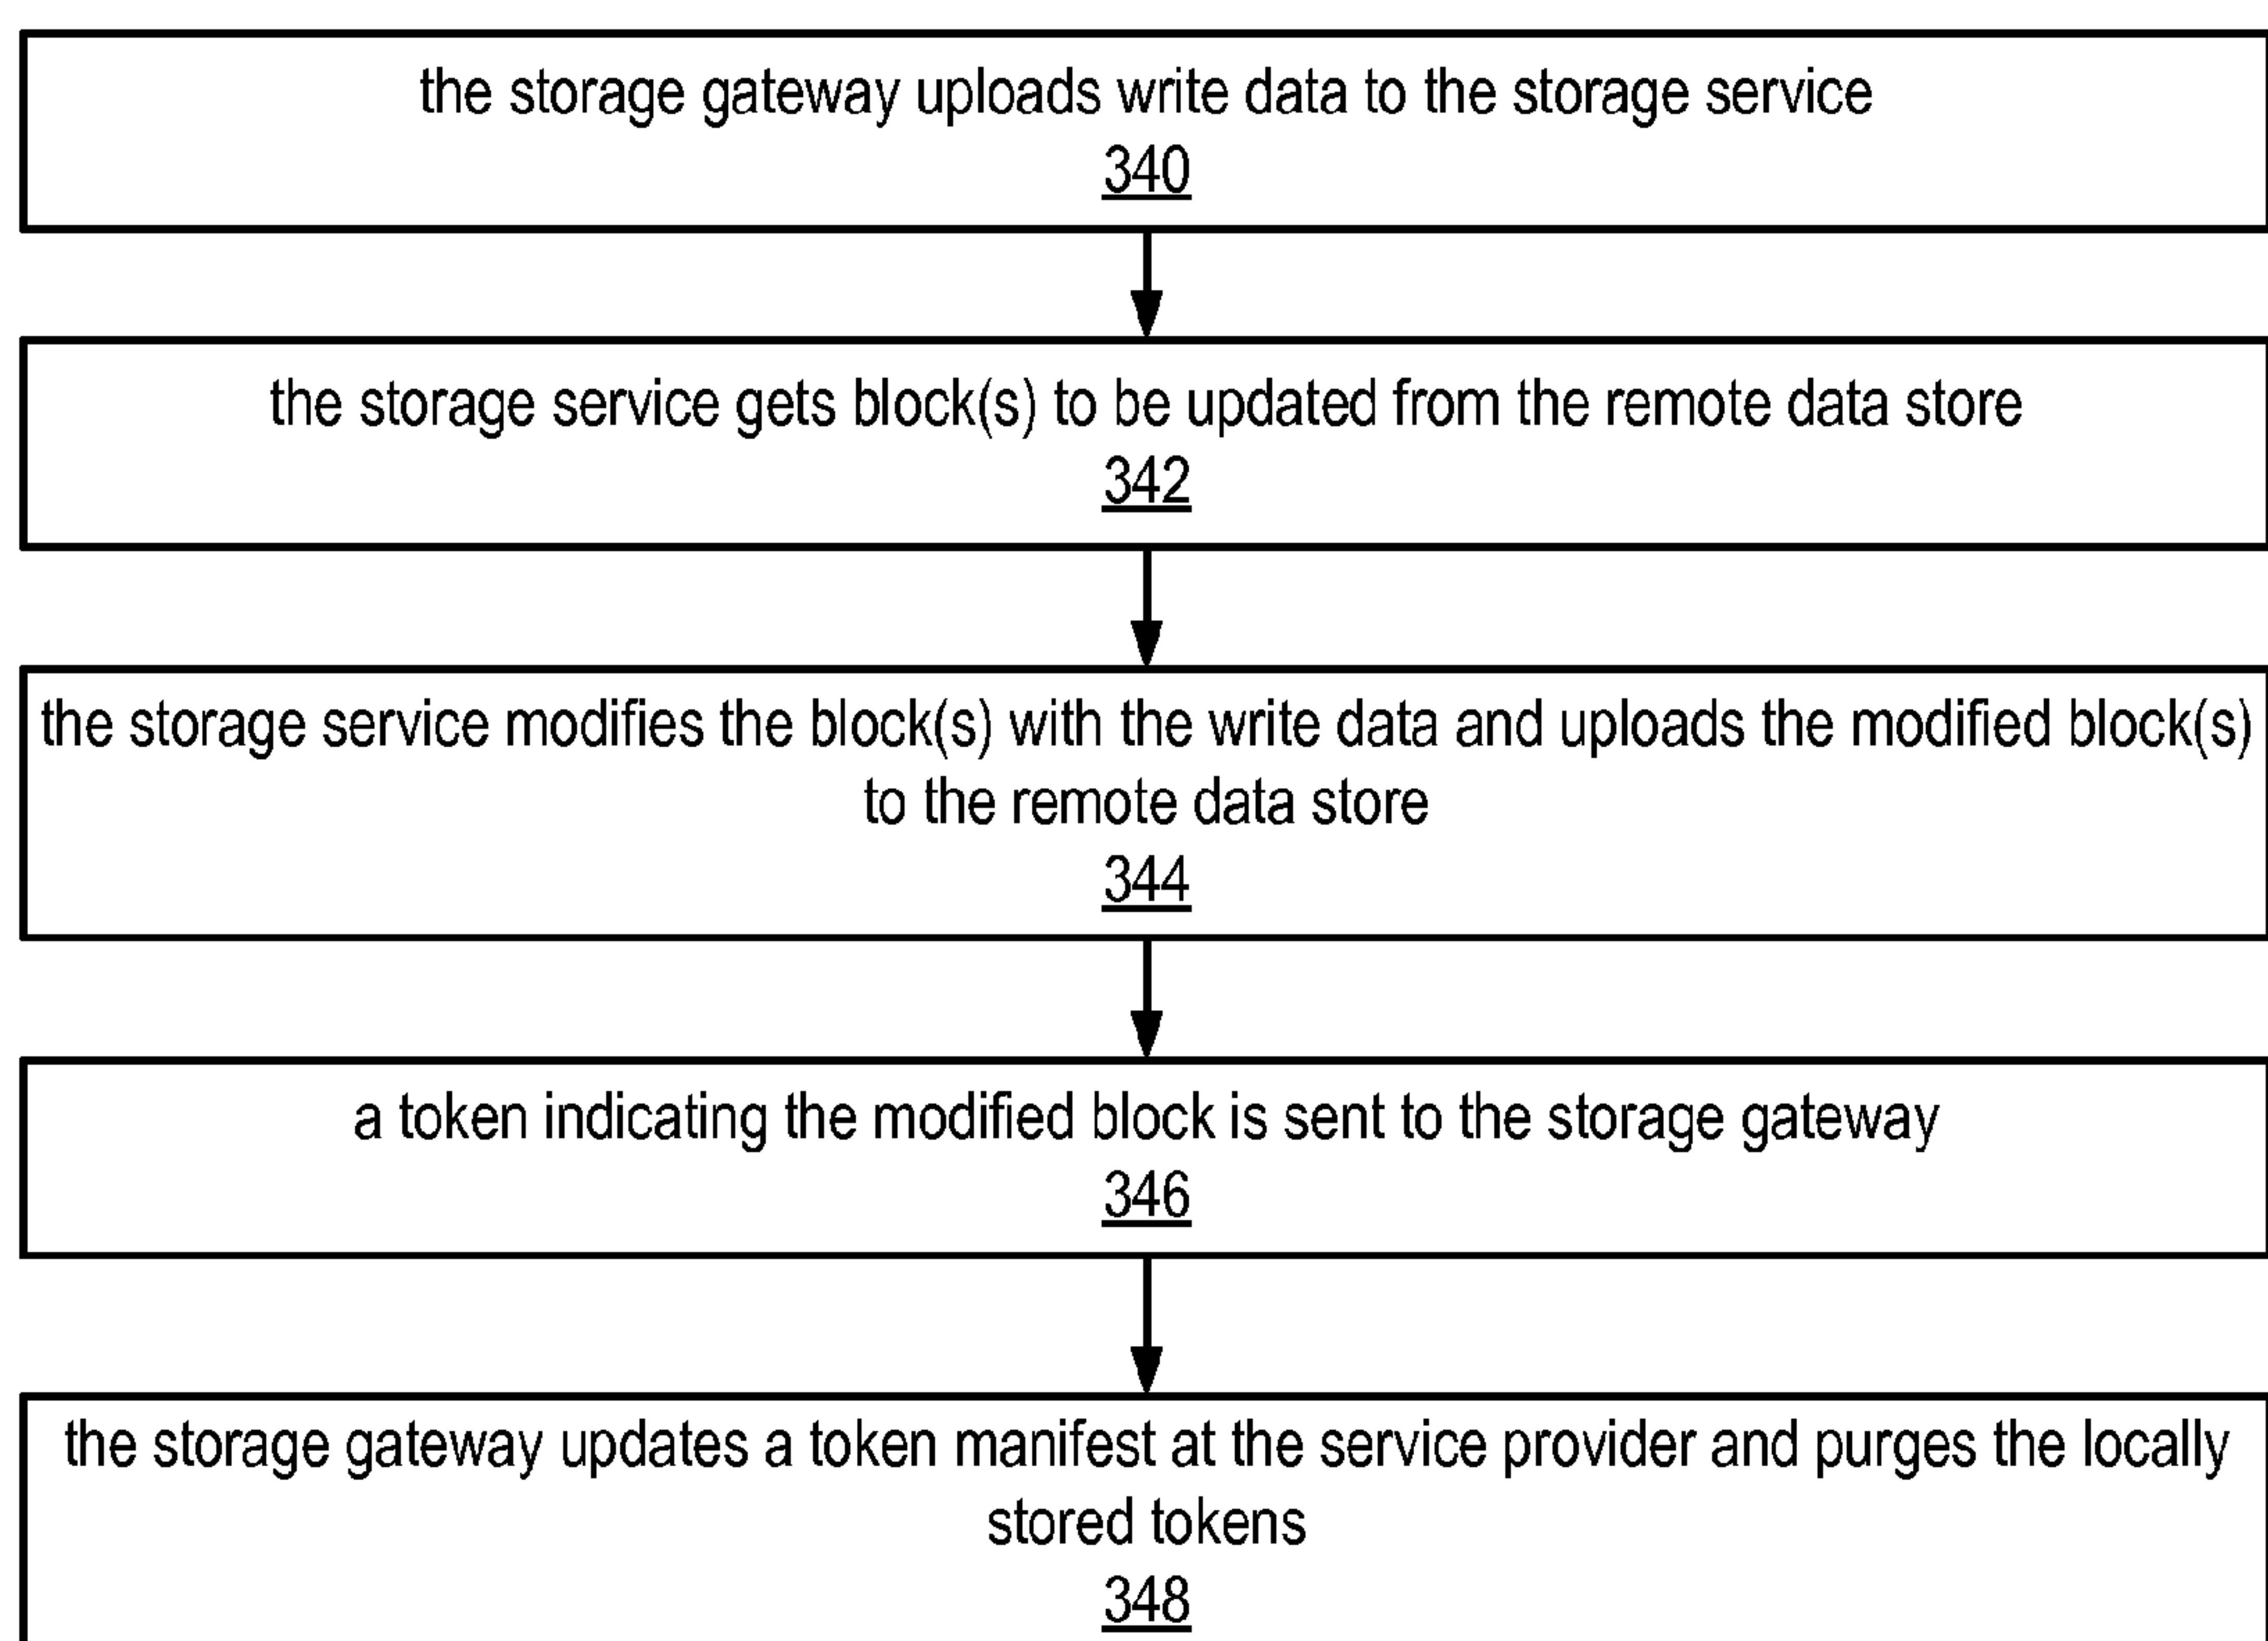 the storage gateway uploads write data to the storage service
340
the storage service gets block(s) to be updated from the remote data store
342
the storage service modifies the block(s) with the write data and uploads the modified block(s)
to the remote data store
344
a token indicating the modified block is sent to the storage gateway
346
the storage gateway updates a token manifest at the service provider and purges the locally
stored tokens
348